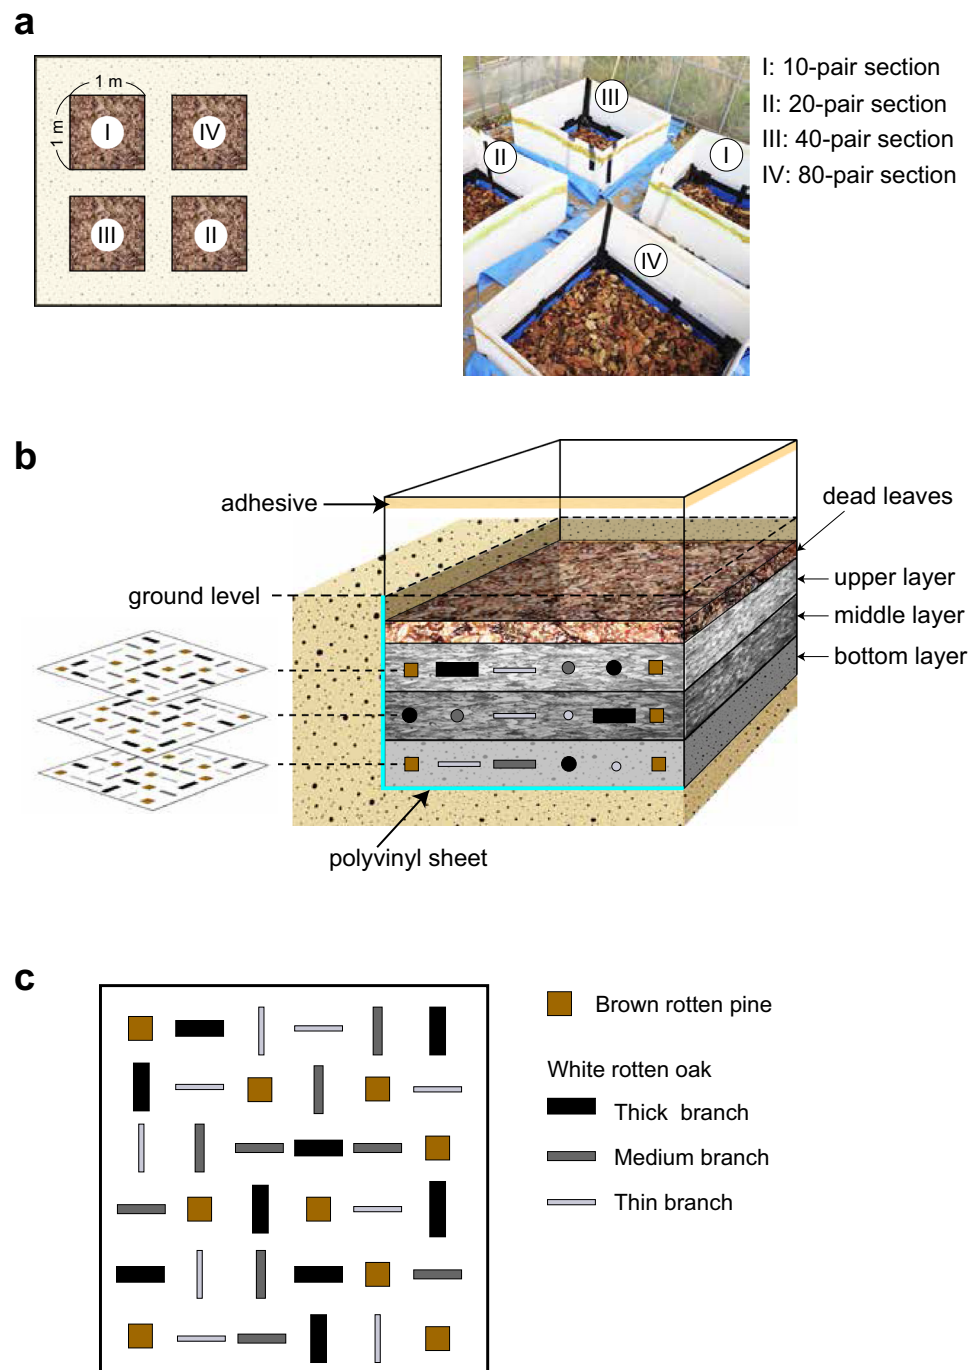 a
1 m
1 m
I
IV
III
II
III
II
I
IV
I: 10-pair section
II: 20-pair section
III: 40-pair section
IV: 80-pair section
b
adhesive
dead leaves
ground level
upper layer
middle layer
bottom layer
polyvinyl sheet
c
Brown rotten pine
White rotten oak
Thick branch
Medium branch
Thin branch